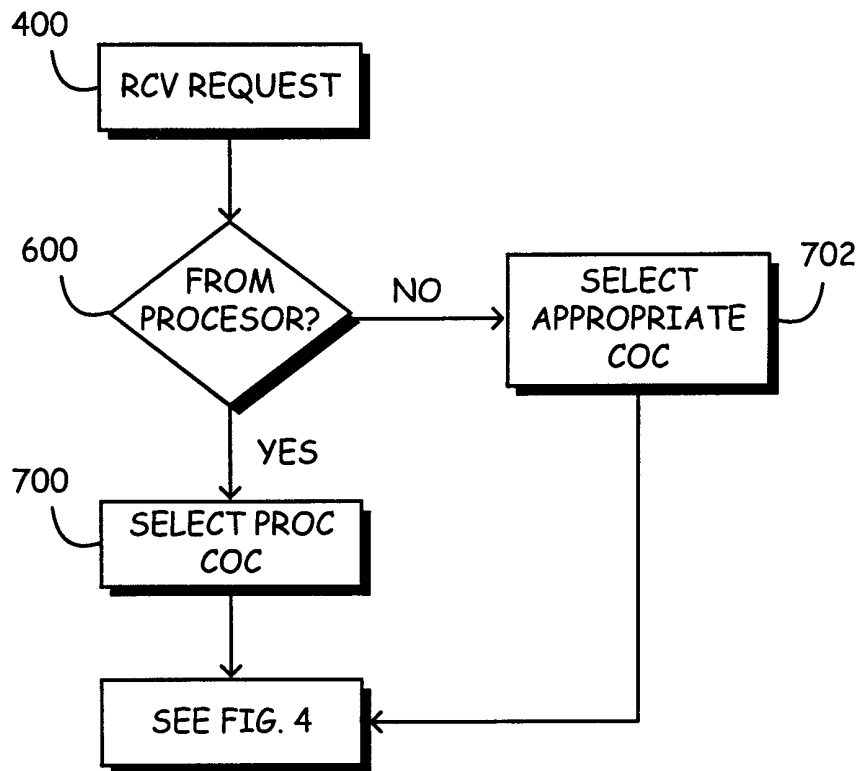 400
RCV REQUEST
600
FROM
PROCESOR?
NO
702
SELECT
APPROPRIATE
COC
YES
700
SELECT PROC
COC
SEE FIG. 4